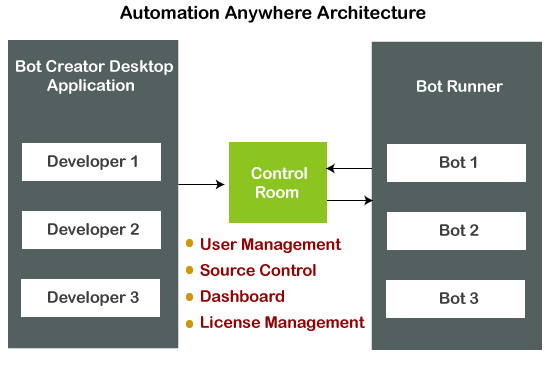 Automation Anywhere Architecture
Bot Creator Desktop
Application
Developer 1
Developer 2
Developer 3
Control
Room
User Management
Source Control
Dashboard
License Management
Bot Runner
Bot 1
Bot 2
Bot 3